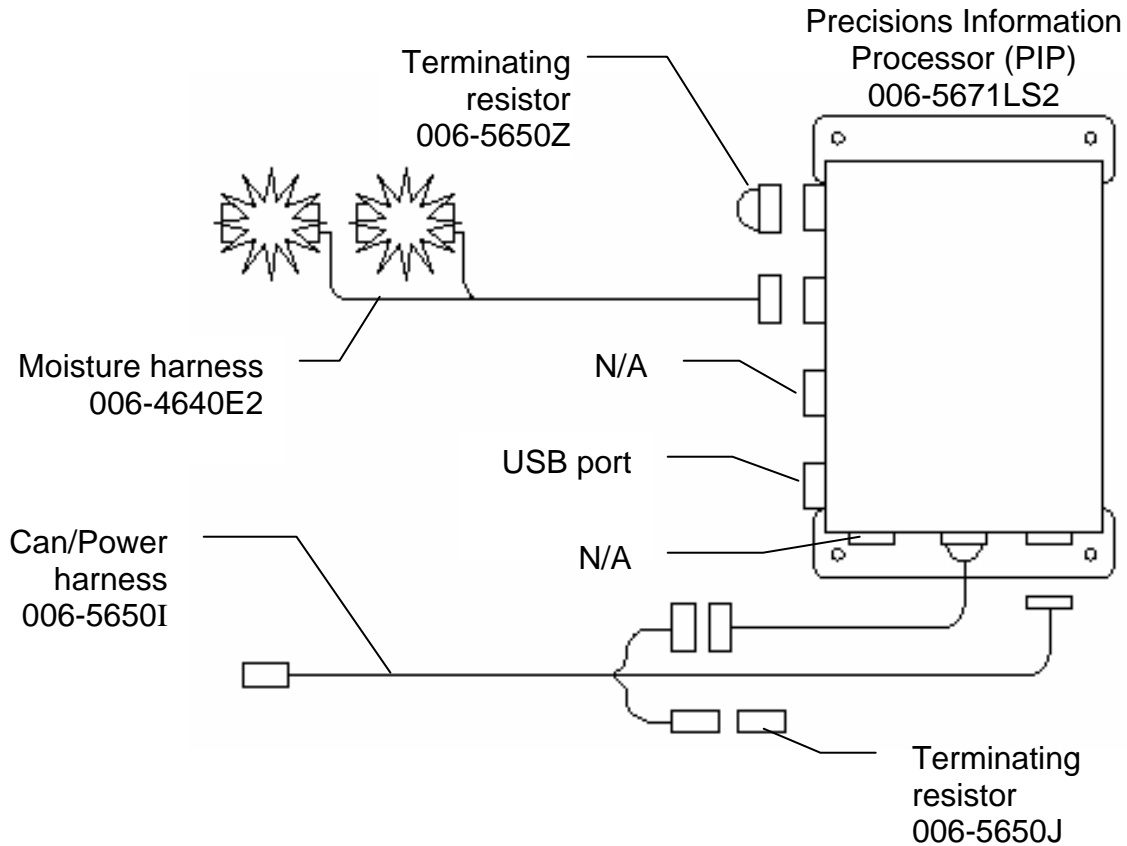 Precisions Information
Processor (PIP)
006-5671LS2
Terminating
resistor
006-5650Z
Moisture harness
006-4640E2
N/A
USB port
Can/Power
harness
006-5650I
N/A
Terminating
resistor
006-5650J